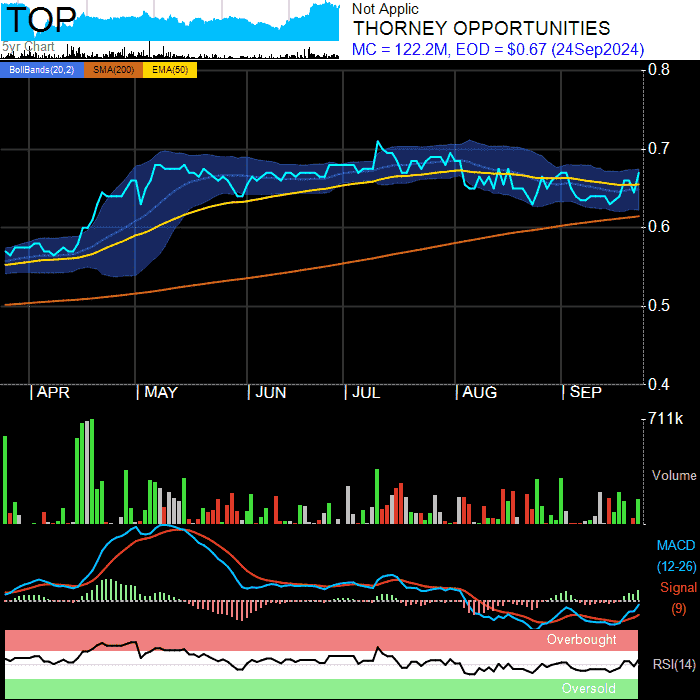 TOP
5yr Chart
Not Applic
THORNEY OPPORTUNITIES
MC = 122.2M, EOD = $0.67 (24Sep2024)
BollBands(20,2) SMA(200) EMA(50)
0.8
0.7
0.6
0.5
0.4
APR MAY JUN JUL AUG SEP
711k
Volume
MACD
(12-26)
Signal
(9)
Overbought
RSI(14)
Oversold